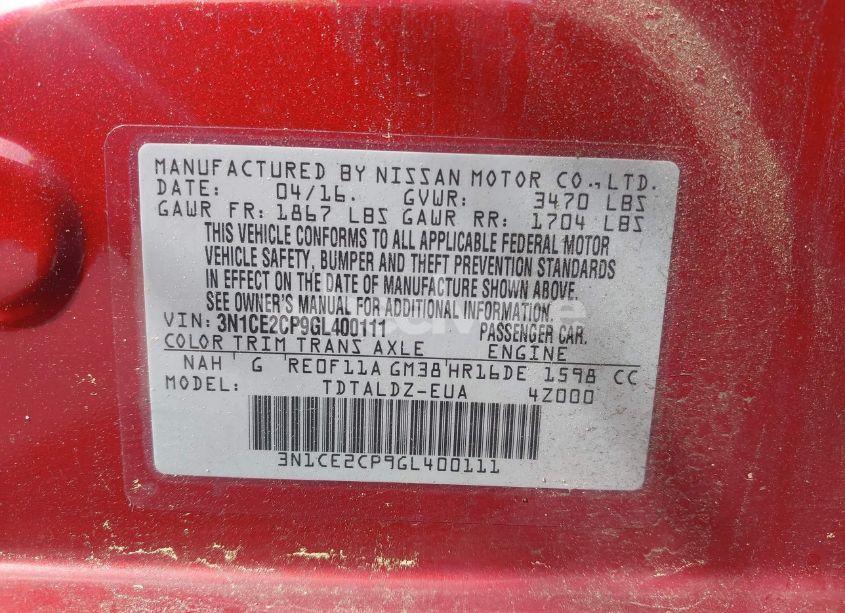 MANUFACTURED BY NISSAN MOTOR CO.,LTD.
DATE: 04/16. GVWR: 3470 LBS
GAWR FR: 1867 LBS GAWR RR: 1704 LBS
THIS VEHICLE CONFORMS TO ALL APPLICABLE FEDERAL MOTOR
VEHICLE SAFETY, BUMPER AND THEFT PREVENTION STANDARDS
IN EFFECT ON THE DATE OF MANUFACTURE SHOWN ABOVE.
SEE OWNER'S MANUAL FOR ADDITIONAL INFORMATION.
VIN: 3N1CE2CP9GL400111 PASSENGER CAR.
COLOR TRIM TRANS AXLE ENGINE
NAH G RE0F11A GM38 HR16DE 1598 CC
MODEL: TDTALDZ-EUA 4Z000
3N1CE2CP9GL400111